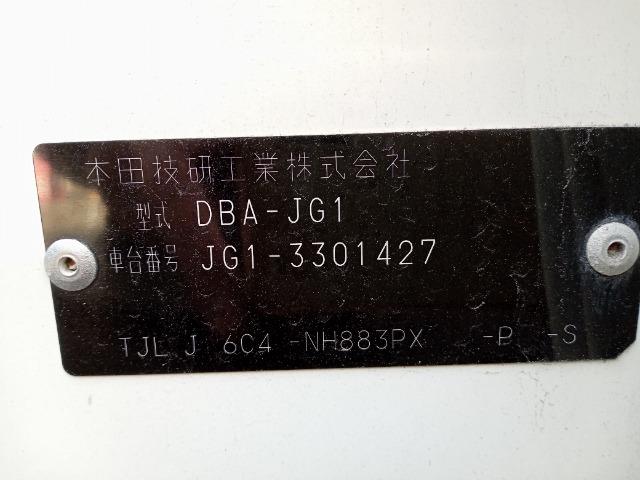 本田技研工業株式会社
型式 DBA-JG1
車台番号 JG1-3301427
TJL J 6C4 -NH883PX -P -S